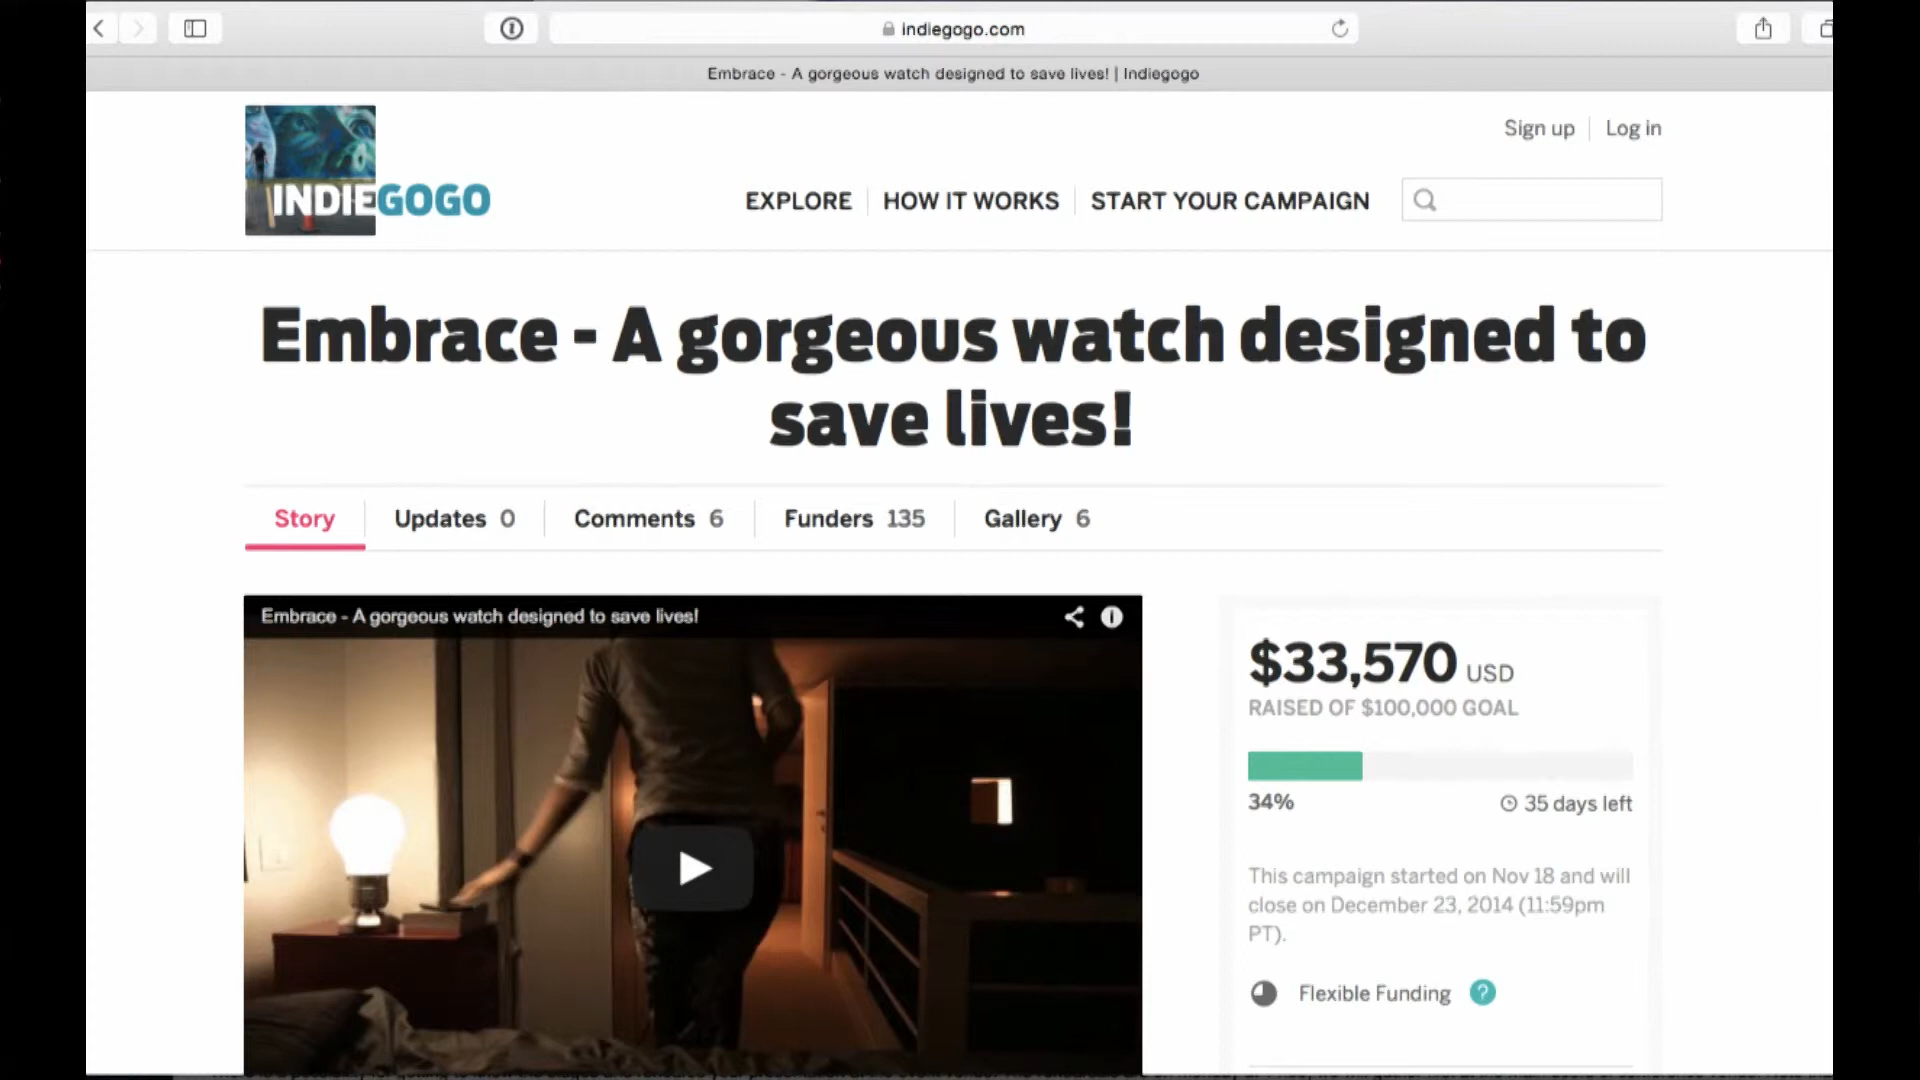 indiegogo.com
Embrace - A gorgeous watch designed to save lives! | Indiegogo
Sign up
Log in
INDIEGOGO
EXPLORE
HOW IT WORKS
START YOUR CAMPAIGN
Embrace - A gorgeous watch designed to
save lives!
Story
Updates 0
Comments 6
Funders 135
Gallery 6
Embrace - A gorgeous watch designed to save lives!
$33,570 USD
RAISED OF $100,000 GOAL
34%
35 days left
This campaign started on Nov 18 and will
close on December 23, 2014 (11:59pm
PT).
Flexible Funding ?